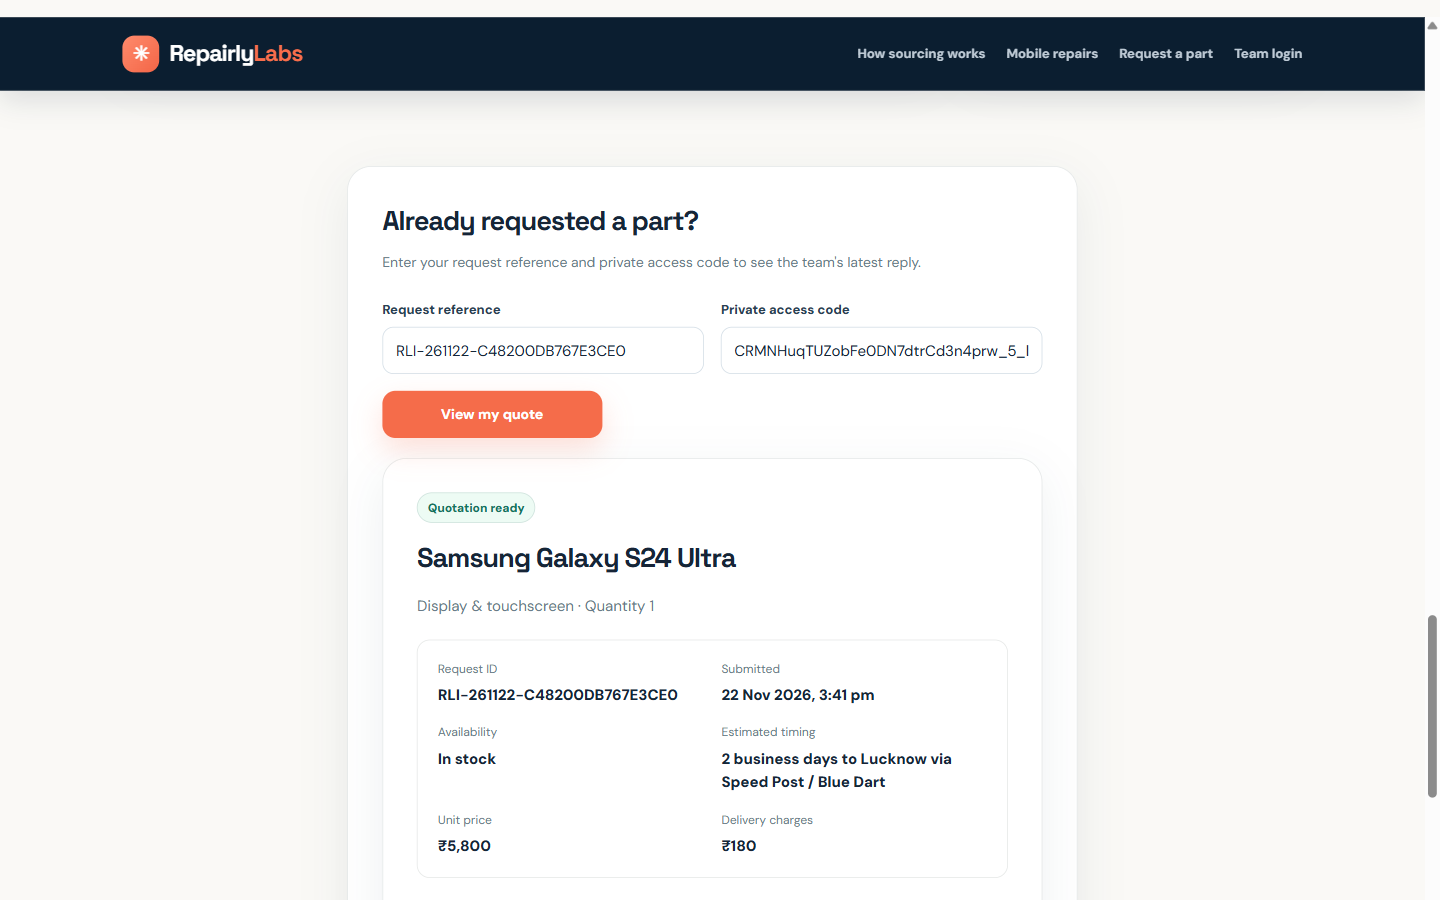 RepairlyLabs
How sourcing works
Mobile repairs
Request a part
Team login
Already requested a part?
Enter your request reference and private access code to see the team's latest reply.
Request reference
Private access code
RLI-261122-C48200DB767E3CE0
CRMNHuqTUZobFe0DN7dtrCd3n4prw_5_l
View my quote
Quotation ready
Samsung Galaxy S24 Ultra
Display & touchscreen · Quantity 1
Request ID
Submitted
RLI-261122-C48200DB767E3CE0
22 Nov 2026, 3:41 pm
Availability
Estimated timing
In stock
2 business days to Lucknow via
Speed Post / Blue Dart
Unit price
Delivery charges
₹5,800
₹180